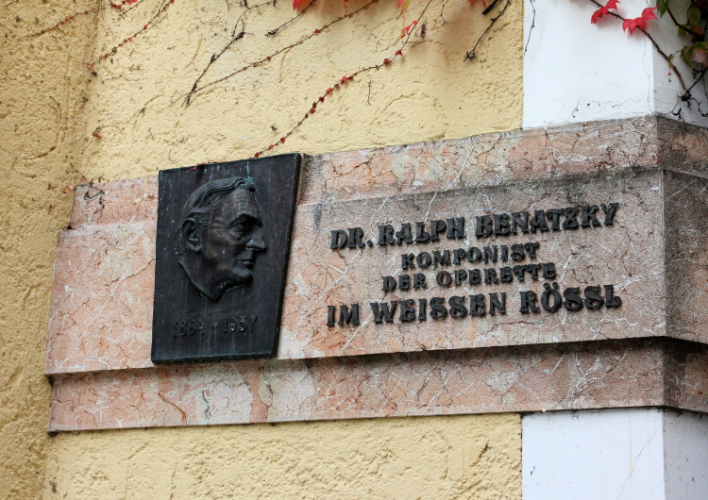 1884 - 1957
DR. RALPH BENATZKY
KOMPONIST
DER OPERETTE
IM WEISSEN RÖSSL